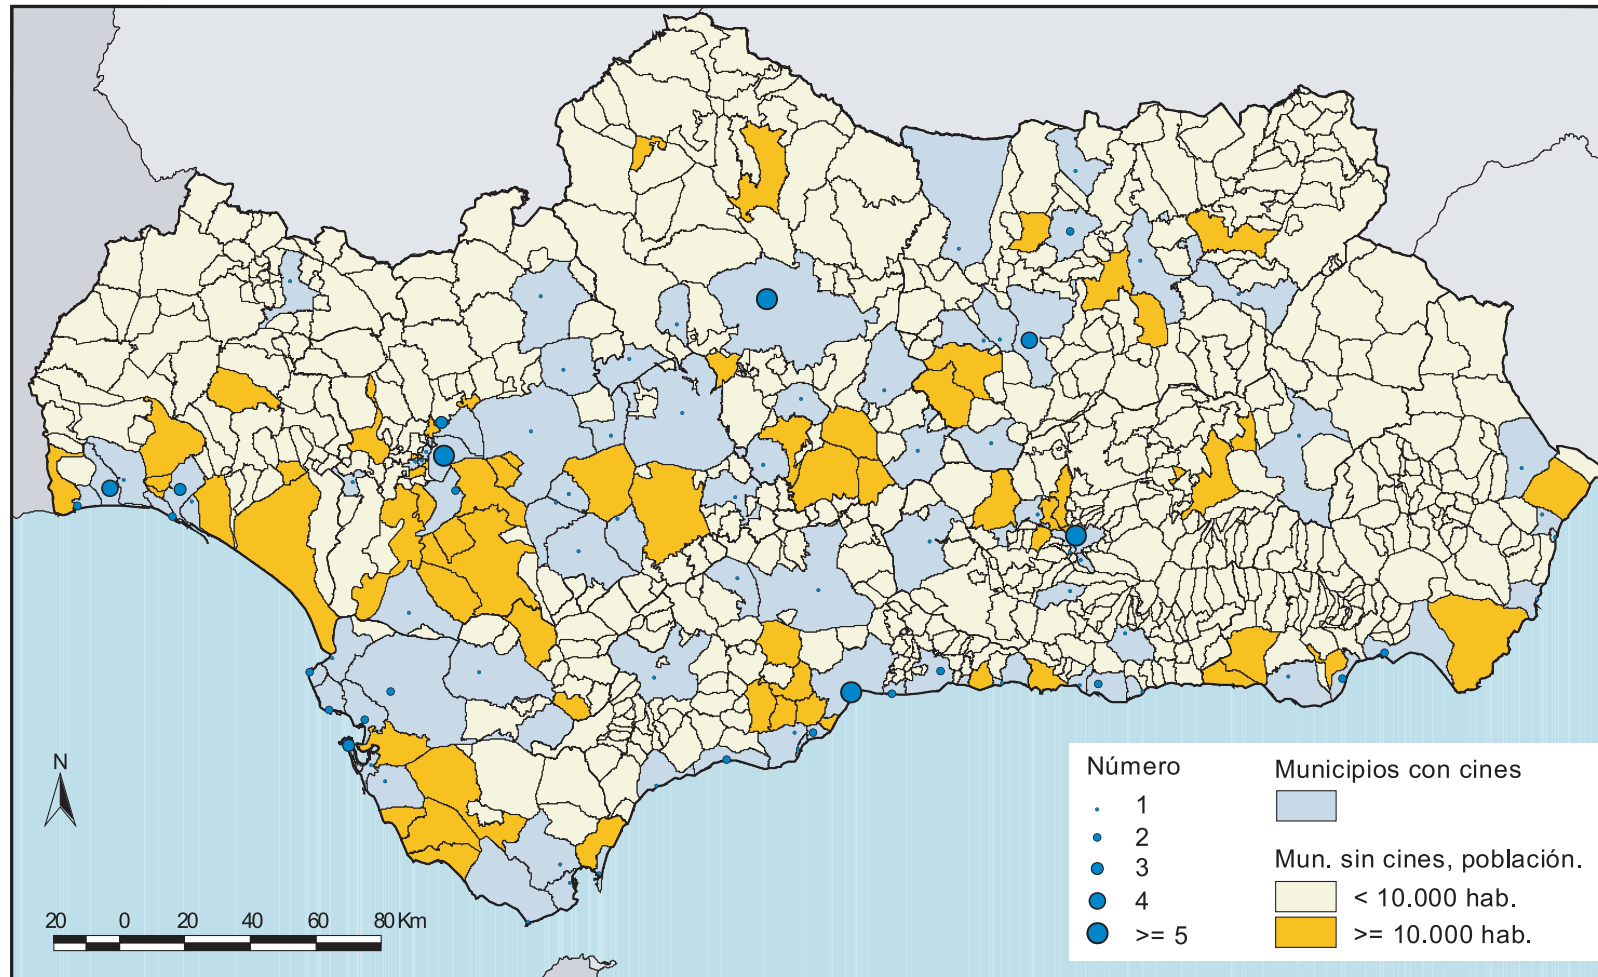 N
20 0 20 40 60 80 Km
Número
1
2
3
4
>= 5
Municipios con cines
Mun. sin cines, población.
< 10.000 hab.
>= 10.000 hab.